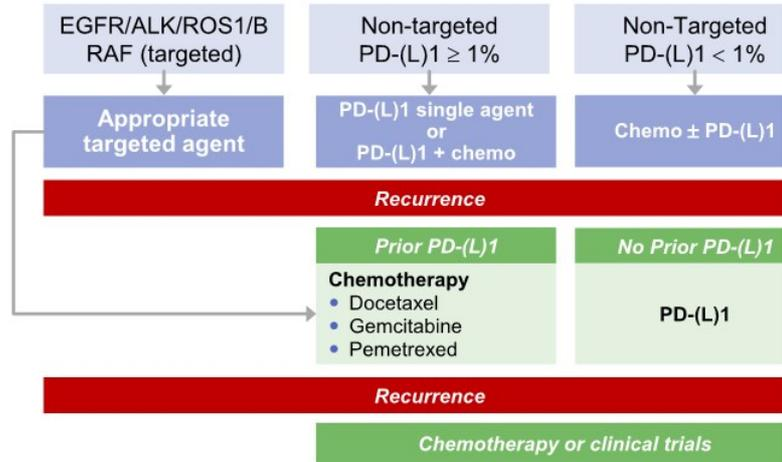 EGFR/ALK/ROS1/B
RAF (targeted)
Non-targeted
PD-(L)1 ≥ 1%
Non-Targeted
PD-(L)1 < 1%
Appropriate
targeted agent
PD-(L)1 single agent
or
PD-(L)1 + chemo
Chemo ± PD-(L)1
Recurrence
Prior PD-(L)1
No Prior PD-(L)1
Chemotherapy
• Docetaxel
• Gemcitabine
• Pemetrexed
PD-(L)1
Recurrence
Chemotherapy or clinical trials